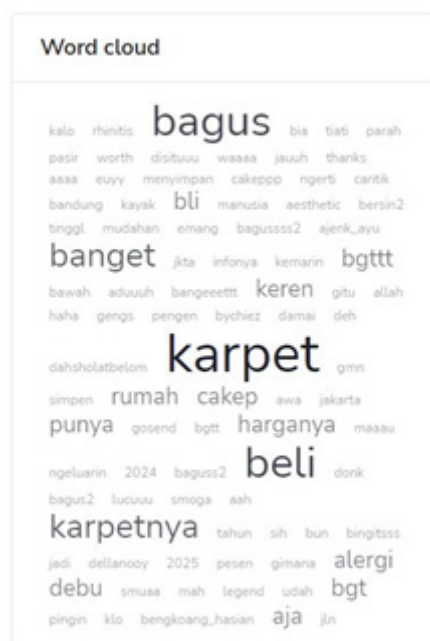 Word cloud
kalo rhinitis bagus bia tiati parah
pasir worth disituuu waaaa jauuh thanks
aaaa euyy menyimpan cakeppp ngerti cantik
bandung kayak bli manusia aesthetic bersin2
tinggl mudahan emang bagussss2 ajenk_ayu
banget jkta infonya kemarin bgttt
bawah aduuuh bangeeettt keren gitu allah
haha gengs pengen bychiez damai deh
dahsholatbelom karpet gmn
simpen rumah cakep awa jakarta
punya gosend bgtt harganya maaau
ngeluarin 2024 baguss2 beli donk
bagus2 lucuuu smoga aah
karpetnya tahun sih bun bingitsss
jadi dellanooy 2025 pesen gimana alergi
debu smuaa mah legend udah bgt
pingin klo bengkoang_hasian aja jln